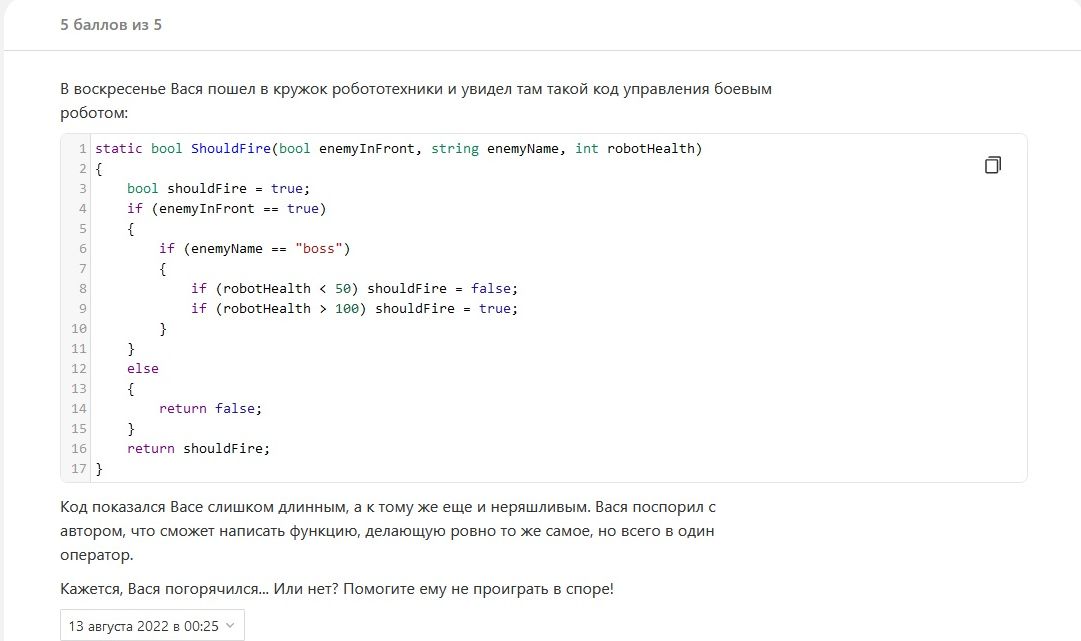 5 баллов из 5
В воскресенье Вася пошел в кружок робототехники и увидел там такой код управления боевым
роботом:
1 static bool ShouldFire(bool enemyInFront, string enemyName, int robotHealth)
2 {
3     bool shouldFire = true;
4     if (enemyInFront == true)
5     {
6         if (enemyName == "boss")
7         {
8             if (robotHealth < 50) shouldFire = false;
9             if (robotHealth > 100) shouldFire = true;
10         }
11     }
12     else
13     {
14         return false;
15     }
16     return shouldFire;
17 }
Код показался Васе слишком длинным, а к тому же еще и неряшливым. Вася поспорил с
автором, что сможет написать функцию, делающую ровно то же самое, но всего в один
оператор.
Кажется, Вася погорячился... Или нет? Помогите ему не проиграть в споре!
13 августа 2022 в 00:25